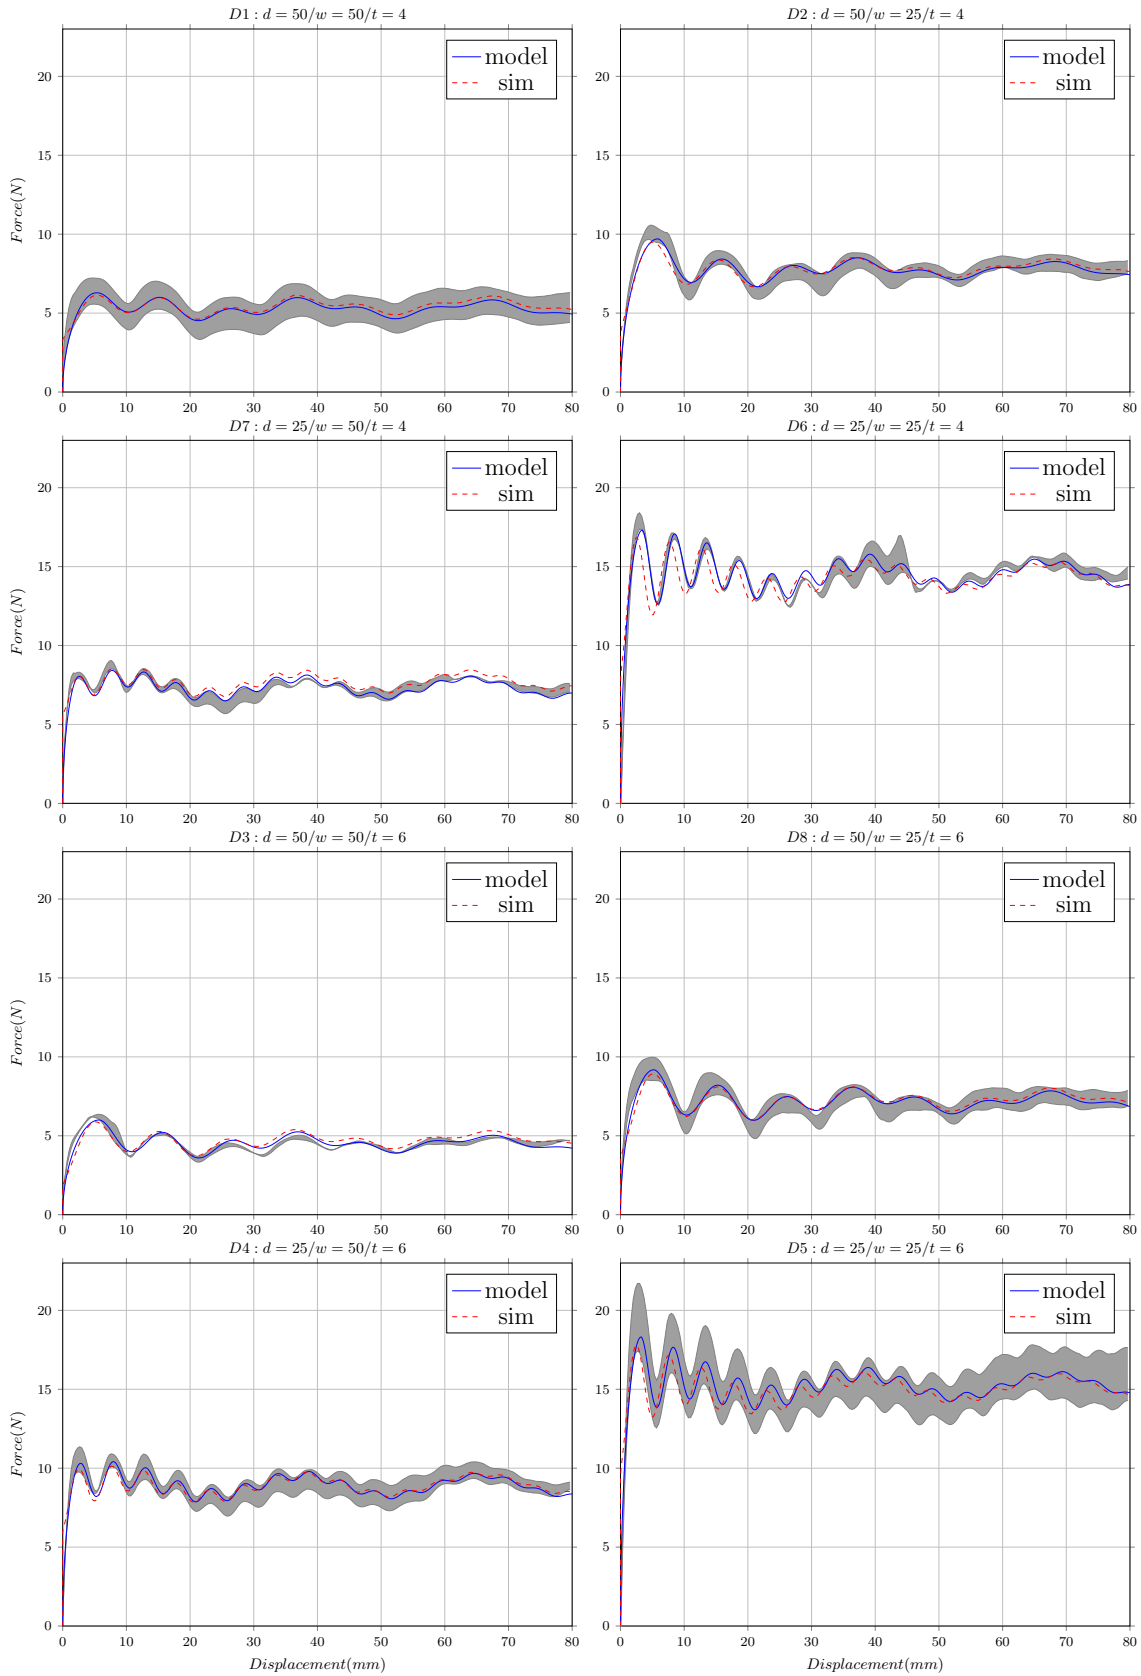 D1 : d = 50/w = 50/t = 4
D2 : d = 50/w = 25/t = 4
model
sim
model
sim
20
15
10
5
0
Force(N)
0 10 20 30 40 50 60 70 80
20
15
10
5
0
0 10 20 30 40 50 60 70 80
D7 : d = 25/w = 50/t = 4
D6 : d = 25/w = 25/t = 4
model
sim
model
sim
20
15
10
5
0
Force(N)
0 10 20 30 40 50 60 70 80
20
15
10
5
0
0 10 20 30 40 50 60 70 80
D3 : d = 50/w = 50/t = 6
D8 : d = 50/w = 25/t = 6
model
sim
model
sim
20
15
10
5
0
Force(N)
0 10 20 30 40 50 60 70 80
20
15
10
5
0
0 10 20 30 40 50 60 70 80
D4 : d = 25/w = 50/t = 6
D5 : d = 25/w = 25/t = 6
model
sim
model
sim
20
15
10
5
0
Force(N)
0 10 20 30 40 50 60 70 80
Displacement(mm)
20
15
10
5
0
0 10 20 30 40 50 60 70 80
Displacement(mm)